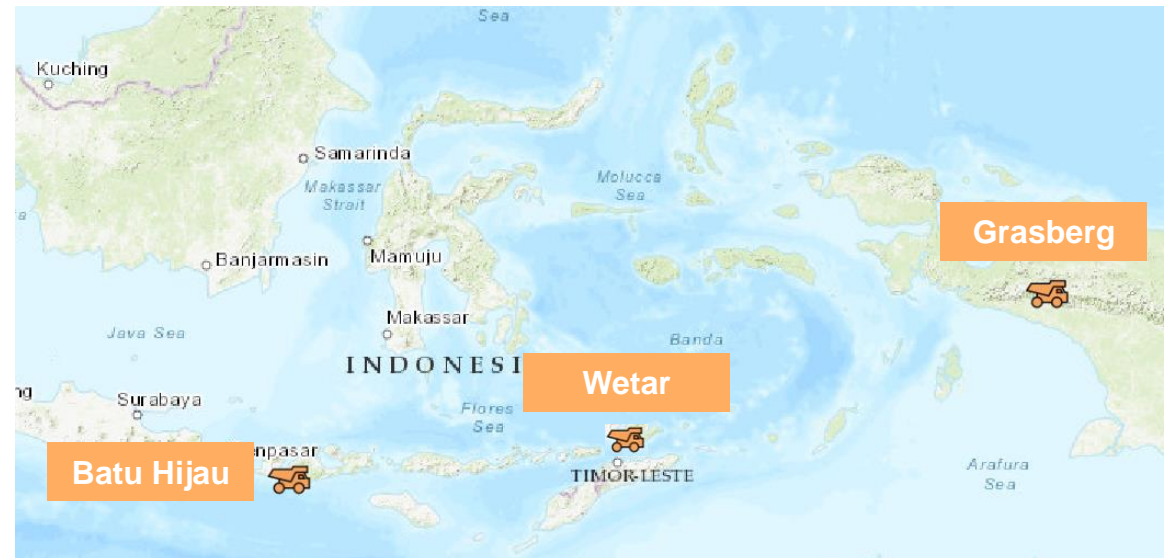 Sea
Kuching
Samarinda
Makassar
Strait
Molucca
Sea
Grasberg
Banjarmasin
Mamuju
Makassar
Java Sea
Banda
INDONESI
Wetar
Surabaya
Flores
Sea
enpasar
Batu Hijau
TIMOR-LESTE
Arafura
Sea